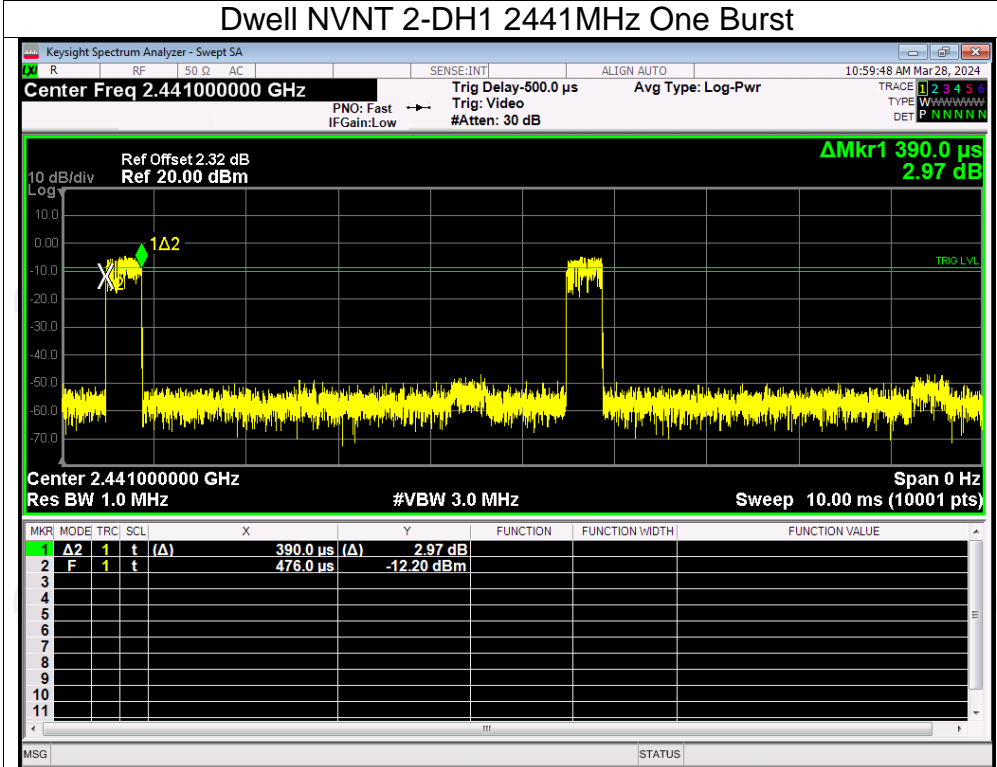 Dwell NVNT 2-DH1 2441MHz One Burst
Keysight Spectrum Analyzer - Swept SA
LXI R RF 50 Ω AC SENSE:INT ALIGN AUTO 10:59:48 AM Mar 28, 2024
Center Freq 2.441000000 GHz Trig Delay-500.0 µs Avg Type: Log-Pwr TRACE 1 2 3 4 5 6
PNO: Fast Trig: Video TYPE WWWWWW
IFGain:Low #Atten: 30 dB DET P N N N N N
ΔMkr1 390.0 µs
2.97 dB
Ref Offset 2.32 dB
10 dB/div Ref 20.00 dBm
Log
10.0
0.00
1Δ2
TRIG LVL
-10.0
2
-20.0
-30.0
-40.0
-50.0
-60.0
-70.0
Center 2.441000000 GHz Span 0 Hz
Res BW 1.0 MHz #VBW 3.0 MHz Sweep 10.00 ms (10001 pts)
MKR MODE TRC SCL X Y FUNCTION FUNCTION WIDTH FUNCTION VALUE
1 Δ2 1 t (Δ) 390.0 µs (Δ) 2.97 dB
2 F 1 t 476.0 µs -12.20 dBm
3
4
5
6
7
8
9
10
11
MSG STATUS